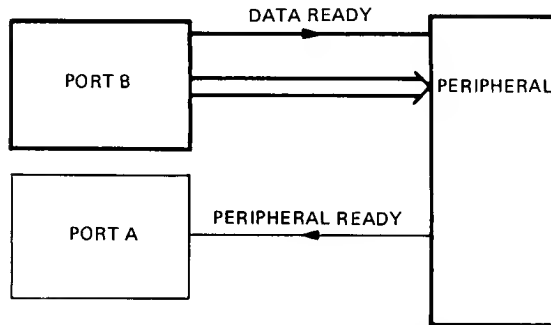 DATA READY
PORT B
PERIPHERAL
PERIPHERAL READY
PORT A